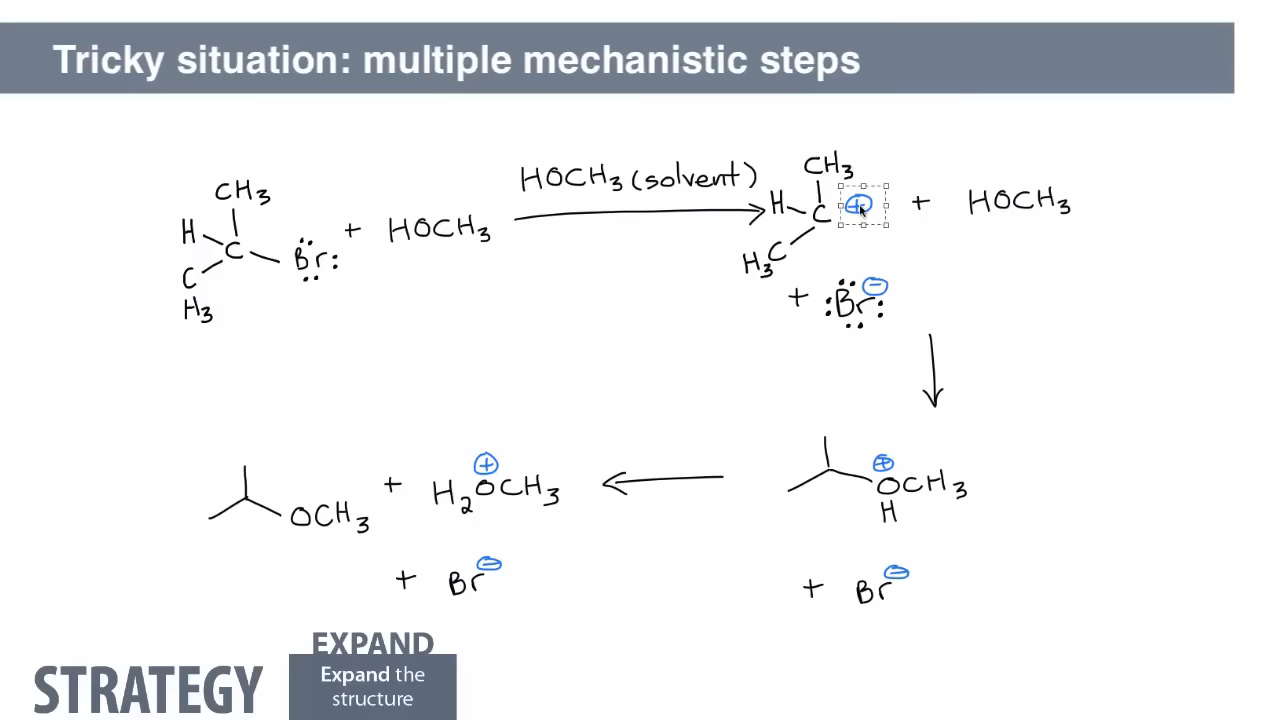 Tricky situation: multiple mechanistic steps
CH3
H
C
Br
C
H3
+ HOCH3
HOCH3 (solvent)
CH3
H
C
+
H3C
+ HOCH3
+ Br −
+
OCH3
H
+ Br −
OCH3
+ H2OCH3
+
+ Br −
EXPAND
STRATEGY
Expand the
structure